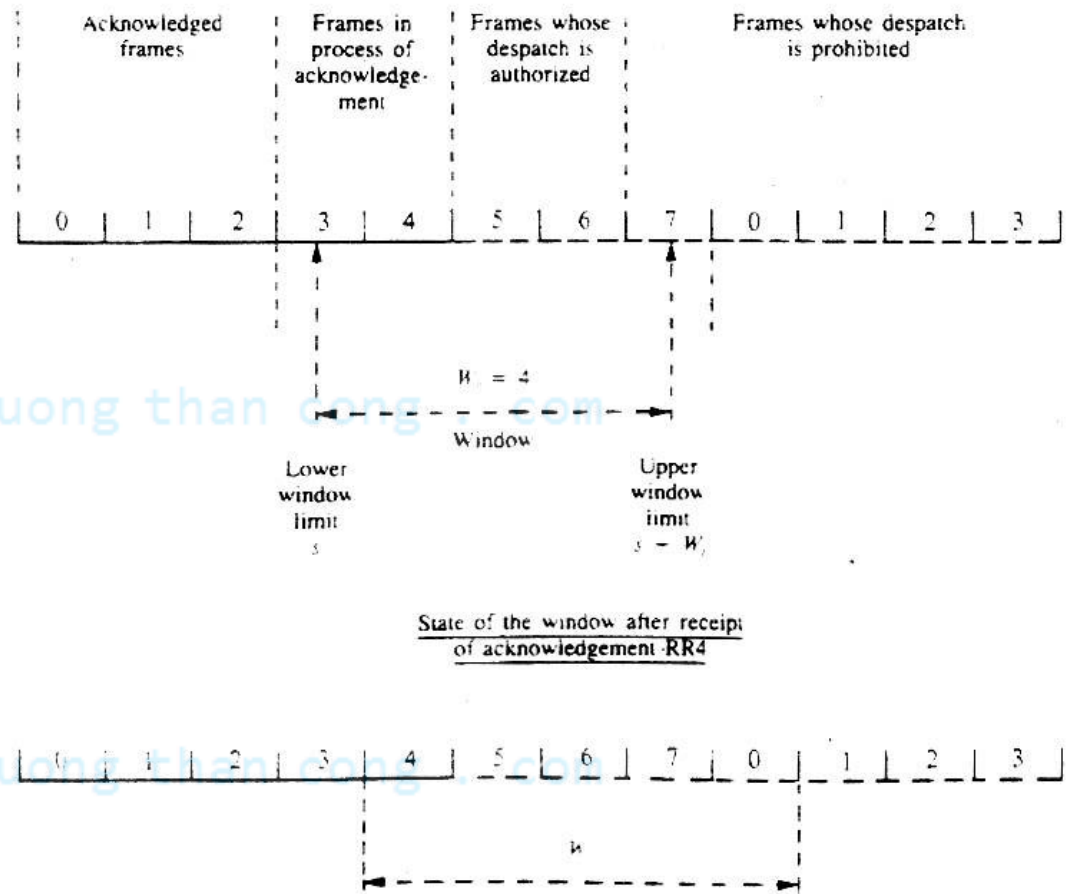 Acknowledged
frames
Frames in
process of
acknowledge-
ment
Frames whose
despatch is
authorized
Frames whose despatch
is prohibited
0 1 2 3 4 5 6 7 0 1 2 3
W = 4
uong than cong . com
Window
Lower
window
limit
s
Upper
window
limit
s - W
State of the window after receipt
of acknowledgement RR4
0 1 2 3 4 5 6 7 0 1 2 3
uong than cong . com
W